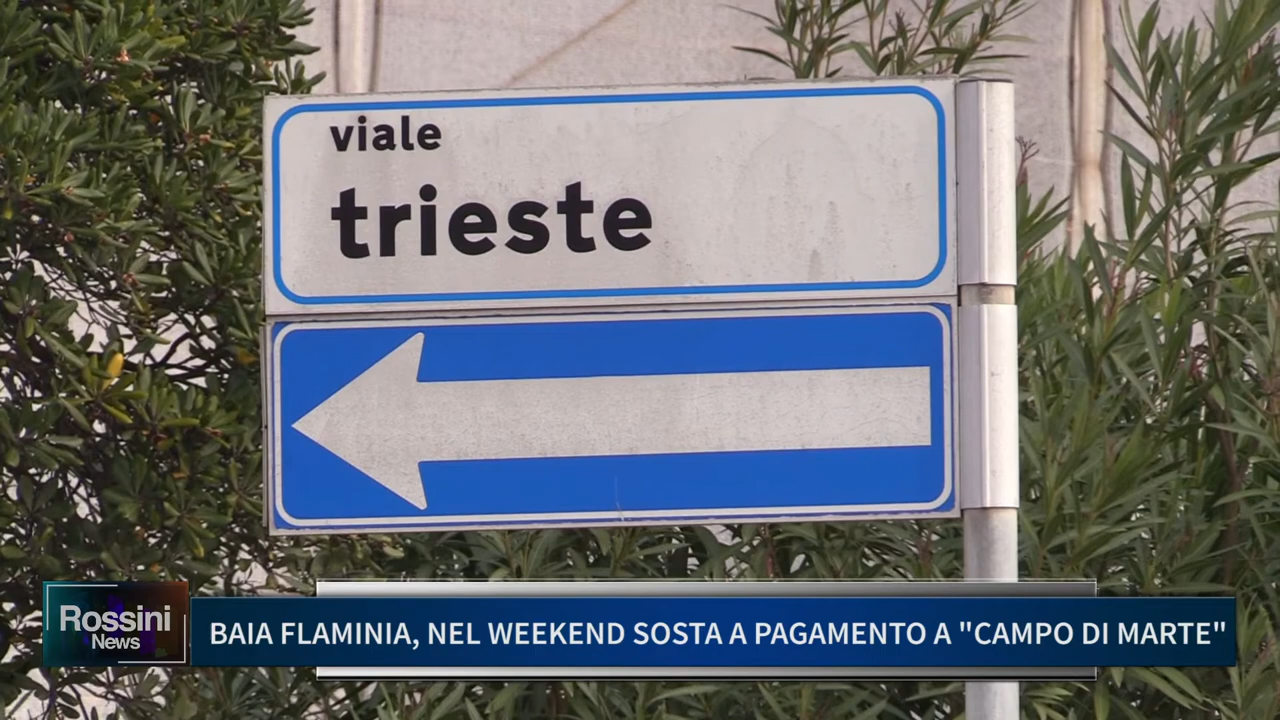 viale
trieste
Rossini
News
BAIA FLAMINIA, NEL WEEKEND SOSTA A PAGAMENTO A "CAMPO DI MARTE"